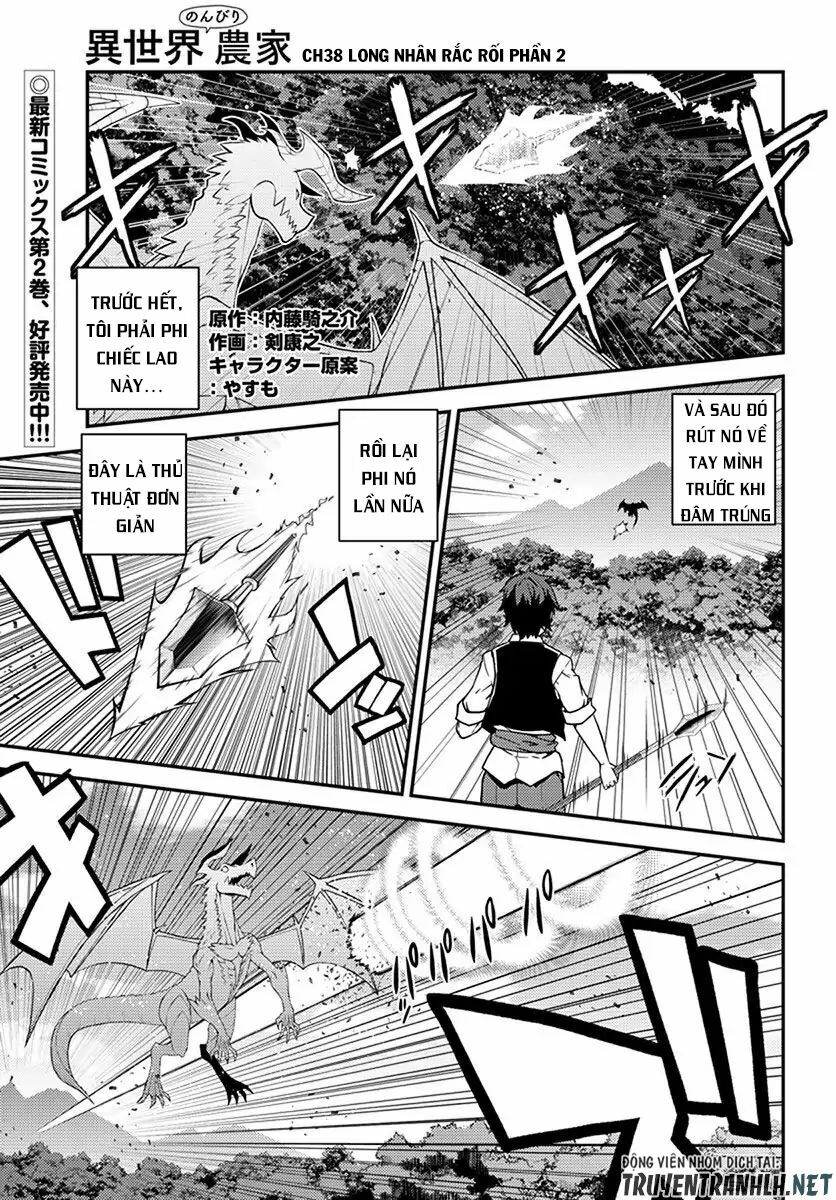 のんびり
異世界 農家
CH38 LONG NHÂN RẮC RỐI PHẦN 2
◎最新コミックス第2巻、好評発売中!!!
TRƯỚC HẾT,
TÔI PHẢI PHI
CHIẾC LAO
NÀY...
原作:内藤騎之介
作画:剣康之
キャラクター原案
:やすも
VÀ SAU ĐÓ
RÚT NÓ VỀ
TAY MÌNH
TRƯỚC KHI
ĐÂM TRÚNG
RỒI LẠI
PHI NÓ
LẦN NỮA
ĐÂY LÀ THỦ
THUẬT ĐƠN
GIẢN
ĐỘNG VIÊN NHÓM DỊCH TẠI:
TRUYENTRANHLH.NET